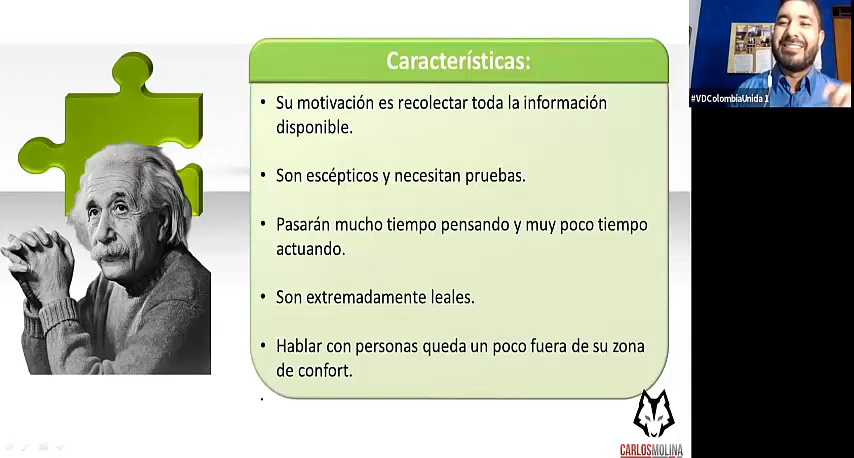 Características:
• Su motivación es recolectar toda la información
disponible.
• Son escépticos y necesitan pruebas.
• Pasarán mucho tiempo pensando y muy poco tiempo
actuando.
• Son extremadamente leales.
• Hablar con personas queda un poco fuera de su zona
de confort.
.
#VDColombiaUnida 1
CARLOSMOLINA